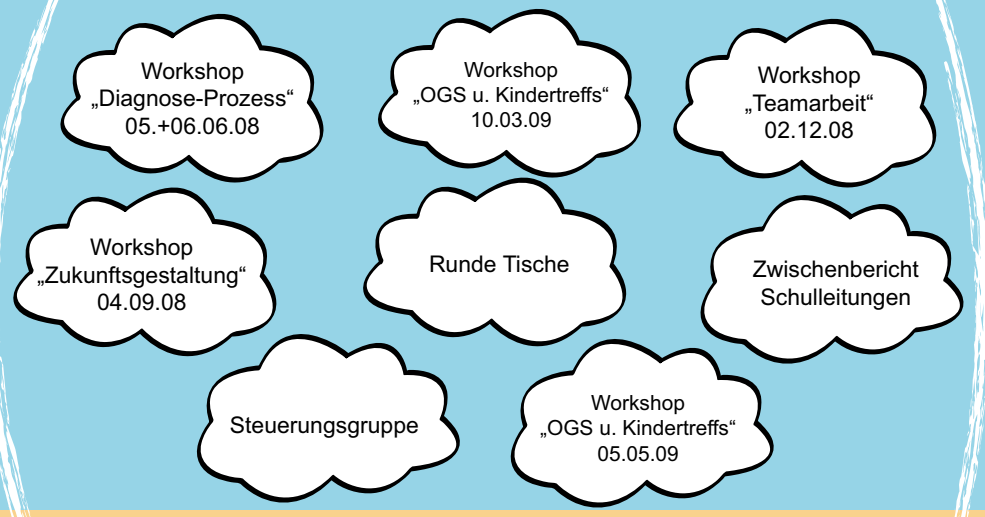 Workshop
„Diagnose-Prozess“
05.+06.06.08
Workshop
„OGS u. Kindertreffs“
10.03.09
Workshop
„Teamarbeit“
02.12.08
Workshop
„Zukunftsgestaltung“
04.09.08
Runde Tische
Zwischenbericht
Schulleitungen
Steuerungsgruppe
Workshop
„OGS u. Kindertreffs“
05.05.09